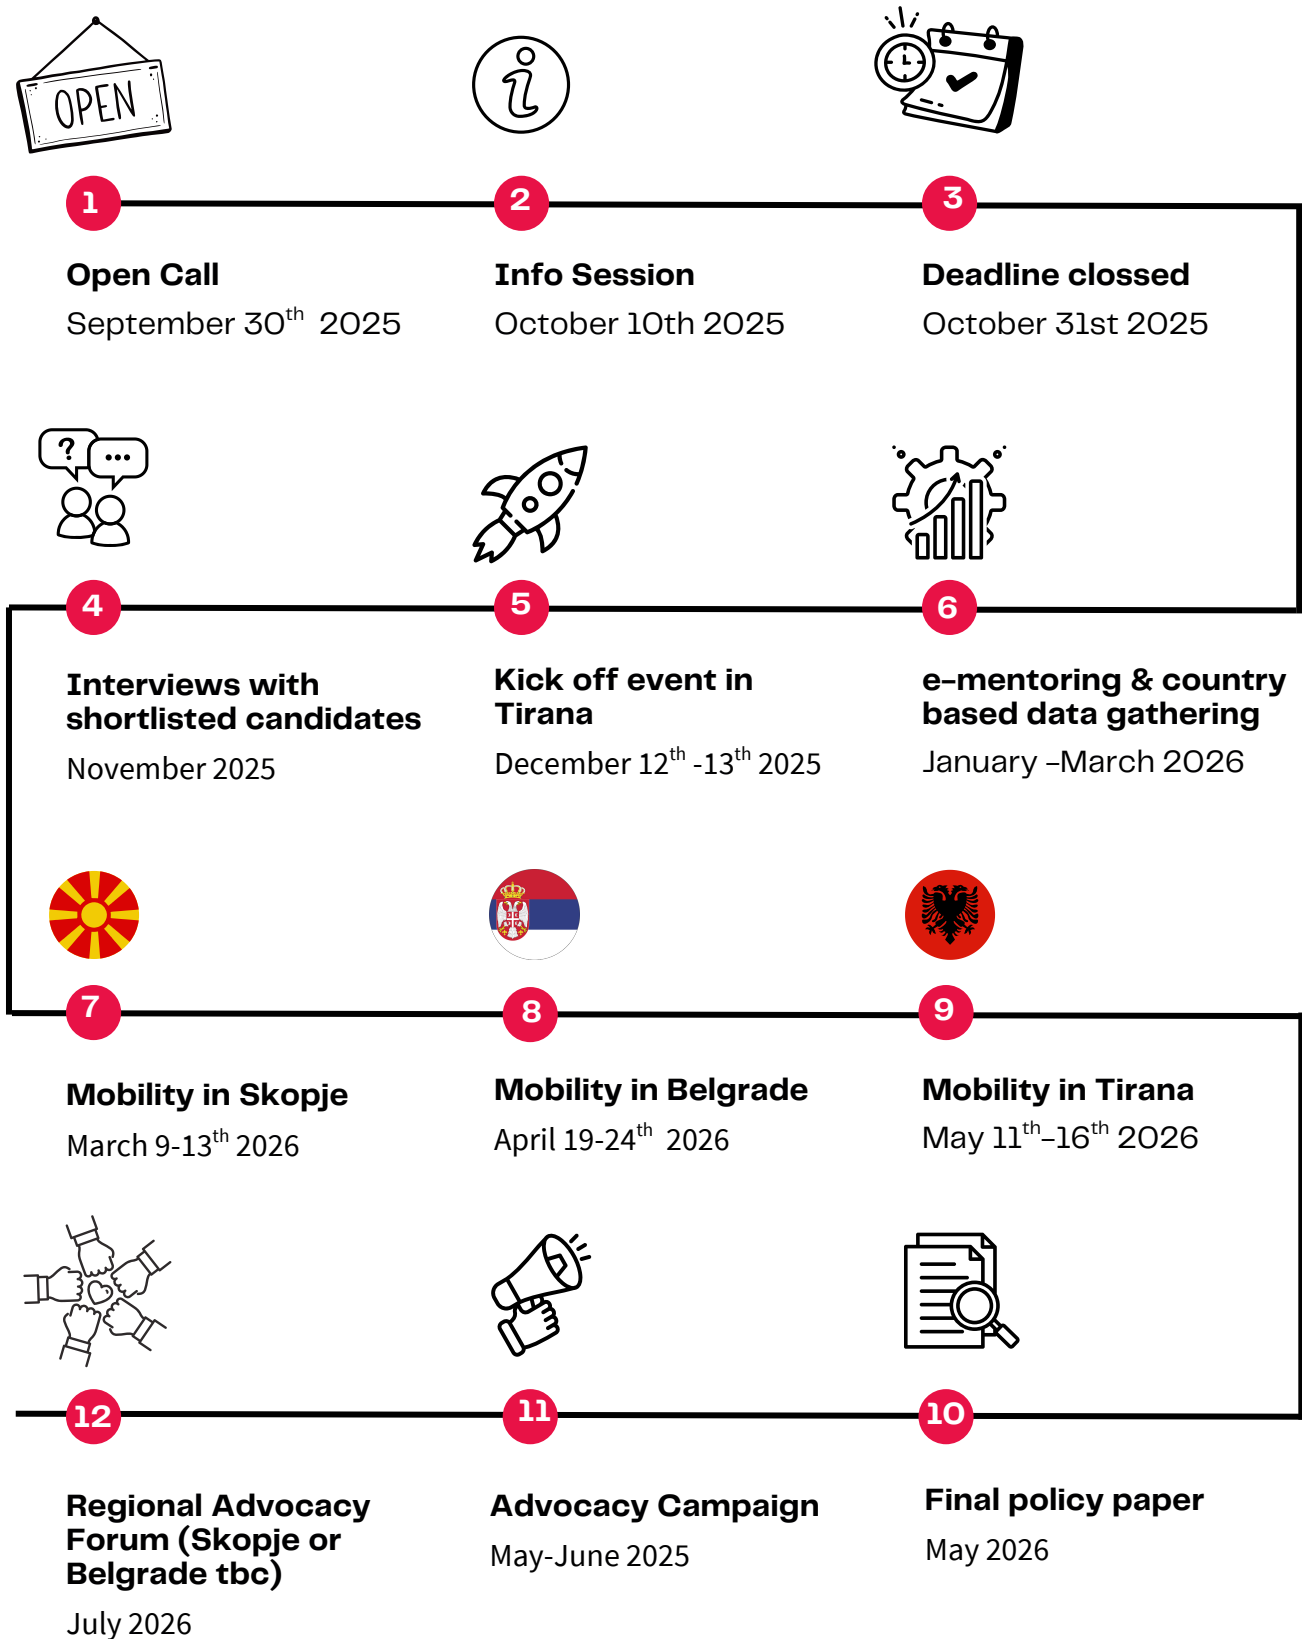 OPEN
1
2
3
Open Call
September 30th 2025
Info Session
October 10th 2025
Deadline clossed
October 31st 2025
?
4
5
6
Interviews with
shortlisted candidates
November 2025
Kick off event in
Tirana
December 12th -13th 2025
e-mentoring & country
based data gathering
January -March 2026
7
8
9
Mobility in Skopje
March 9-13th 2026
Mobility in Belgrade
April 19-24th 2026
Mobility in Tirana
May 11th-16th 2026
12
11
10
Regional Advocacy
Forum (Skopje or
Belgrade tbc)
July 2026
Advocacy Campaign
May-June 2025
Final policy paper
May 2026